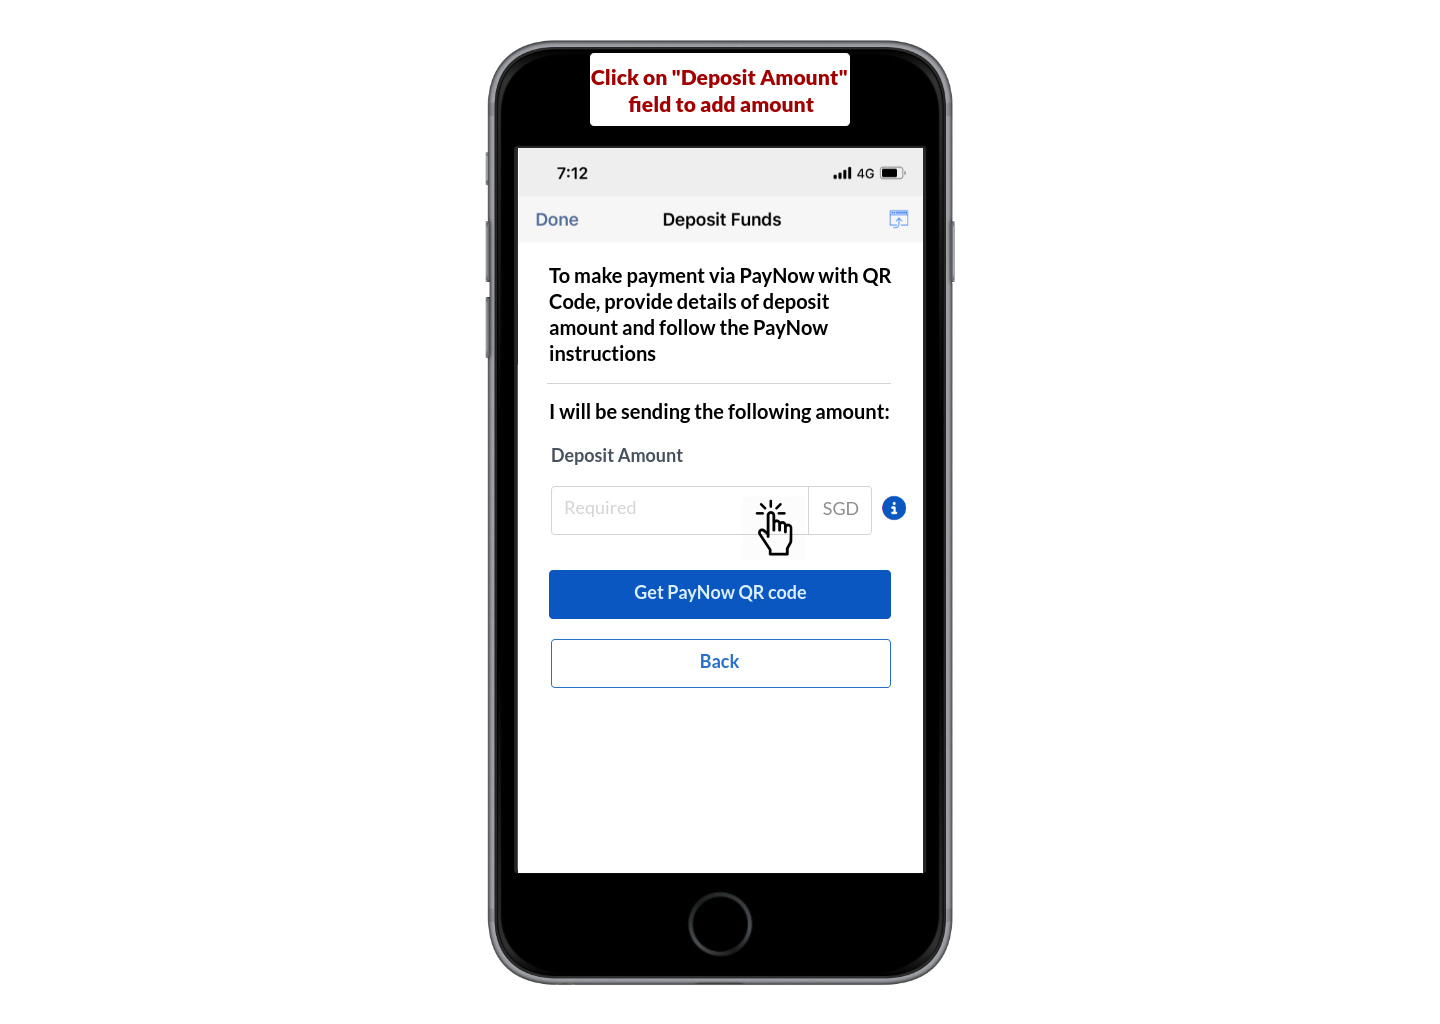 Click on "Deposit Amount"
field to add amount
7:12
4G
Done
Deposit Funds
To make payment via PayNow with QR
Code, provide details of deposit
amount and follow the PayNow
instructions
I will be sending the following amount:
Deposit Amount
Required
SGD
Get PayNow QR code
Back